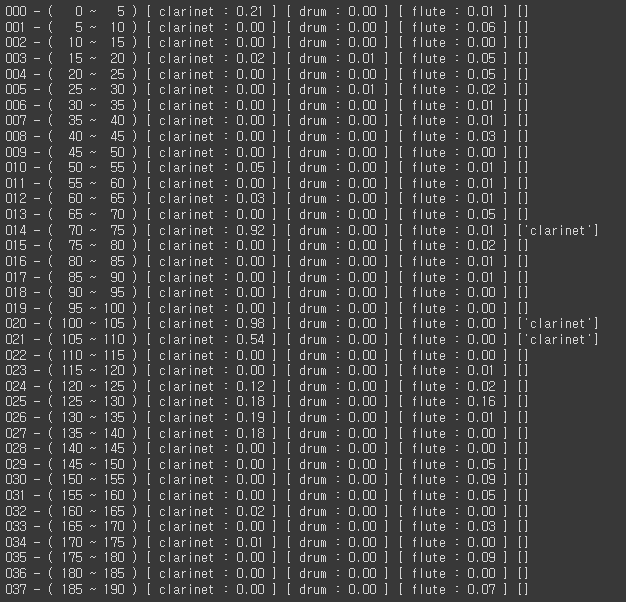 000 - (   0 ~   5 ) [ clarinet : 0.21 ] [ drum : 0.00 ] [ flute : 0.01 ] []
001 - (   5 ~  10 ) [ clarinet : 0.00 ] [ drum : 0.00 ] [ flute : 0.06 ] []
002 - (  10 ~  15 ) [ clarinet : 0.00 ] [ drum : 0.00 ] [ flute : 0.00 ] []
003 - (  15 ~  20 ) [ clarinet : 0.02 ] [ drum : 0.01 ] [ flute : 0.05 ] []
004 - (  20 ~  25 ) [ clarinet : 0.00 ] [ drum : 0.00 ] [ flute : 0.05 ] []
005 - (  25 ~  30 ) [ clarinet : 0.00 ] [ drum : 0.01 ] [ flute : 0.02 ] []
006 - (  30 ~  35 ) [ clarinet : 0.00 ] [ drum : 0.00 ] [ flute : 0.01 ] []
007 - (  35 ~  40 ) [ clarinet : 0.00 ] [ drum : 0.00 ] [ flute : 0.01 ] []
008 - (  40 ~  45 ) [ clarinet : 0.00 ] [ drum : 0.00 ] [ flute : 0.03 ] []
009 - (  45 ~  50 ) [ clarinet : 0.00 ] [ drum : 0.00 ] [ flute : 0.00 ] []
010 - (  50 ~  55 ) [ clarinet : 0.05 ] [ drum : 0.00 ] [ flute : 0.01 ] []
011 - (  55 ~  60 ) [ clarinet : 0.00 ] [ drum : 0.00 ] [ flute : 0.01 ] []
012 - (  60 ~  65 ) [ clarinet : 0.03 ] [ drum : 0.00 ] [ flute : 0.01 ] []
013 - (  65 ~  70 ) [ clarinet : 0.00 ] [ drum : 0.00 ] [ flute : 0.05 ] []
014 - (  70 ~  75 ) [ clarinet : 0.92 ] [ drum : 0.00 ] [ flute : 0.01 ] ['clarinet']
015 - (  75 ~  80 ) [ clarinet : 0.00 ] [ drum : 0.00 ] [ flute : 0.02 ] []
016 - (  80 ~  85 ) [ clarinet : 0.00 ] [ drum : 0.00 ] [ flute : 0.01 ] []
017 - (  85 ~  90 ) [ clarinet : 0.00 ] [ drum : 0.00 ] [ flute : 0.01 ] []
018 - (  90 ~  95 ) [ clarinet : 0.00 ] [ drum : 0.00 ] [ flute : 0.00 ] []
019 - (  95 ~ 100 ) [ clarinet : 0.00 ] [ drum : 0.00 ] [ flute : 0.00 ] []
020 - ( 100 ~ 105 ) [ clarinet : 0.98 ] [ drum : 0.00 ] [ flute : 0.00 ] ['clarinet']
021 - ( 105 ~ 110 ) [ clarinet : 0.54 ] [ drum : 0.00 ] [ flute : 0.00 ] ['clarinet']
022 - ( 110 ~ 115 ) [ clarinet : 0.00 ] [ drum : 0.00 ] [ flute : 0.00 ] []
023 - ( 115 ~ 120 ) [ clarinet : 0.00 ] [ drum : 0.00 ] [ flute : 0.01 ] []
024 - ( 120 ~ 125 ) [ clarinet : 0.12 ] [ drum : 0.00 ] [ flute : 0.02 ] []
025 - ( 125 ~ 130 ) [ clarinet : 0.18 ] [ drum : 0.00 ] [ flute : 0.16 ] []
026 - ( 130 ~ 135 ) [ clarinet : 0.19 ] [ drum : 0.00 ] [ flute : 0.01 ] []
027 - ( 135 ~ 140 ) [ clarinet : 0.18 ] [ drum : 0.00 ] [ flute : 0.00 ] []
028 - ( 140 ~ 145 ) [ clarinet : 0.00 ] [ drum : 0.00 ] [ flute : 0.00 ] []
029 - ( 145 ~ 150 ) [ clarinet : 0.00 ] [ drum : 0.00 ] [ flute : 0.05 ] []
030 - ( 150 ~ 155 ) [ clarinet : 0.00 ] [ drum : 0.00 ] [ flute : 0.09 ] []
031 - ( 155 ~ 160 ) [ clarinet : 0.00 ] [ drum : 0.00 ] [ flute : 0.05 ] []
032 - ( 160 ~ 165 ) [ clarinet : 0.02 ] [ drum : 0.00 ] [ flute : 0.00 ] []
033 - ( 165 ~ 170 ) [ clarinet : 0.00 ] [ drum : 0.00 ] [ flute : 0.03 ] []
034 - ( 170 ~ 175 ) [ clarinet : 0.01 ] [ drum : 0.00 ] [ flute : 0.00 ] []
035 - ( 175 ~ 180 ) [ clarinet : 0.00 ] [ drum : 0.00 ] [ flute : 0.09 ] []
036 - ( 180 ~ 185 ) [ clarinet : 0.00 ] [ drum : 0.00 ] [ flute : 0.00 ] []
037 - ( 185 ~ 190 ) [ clarinet : 0.00 ] [ drum : 0.00 ] [ flute : 0.07 ] []